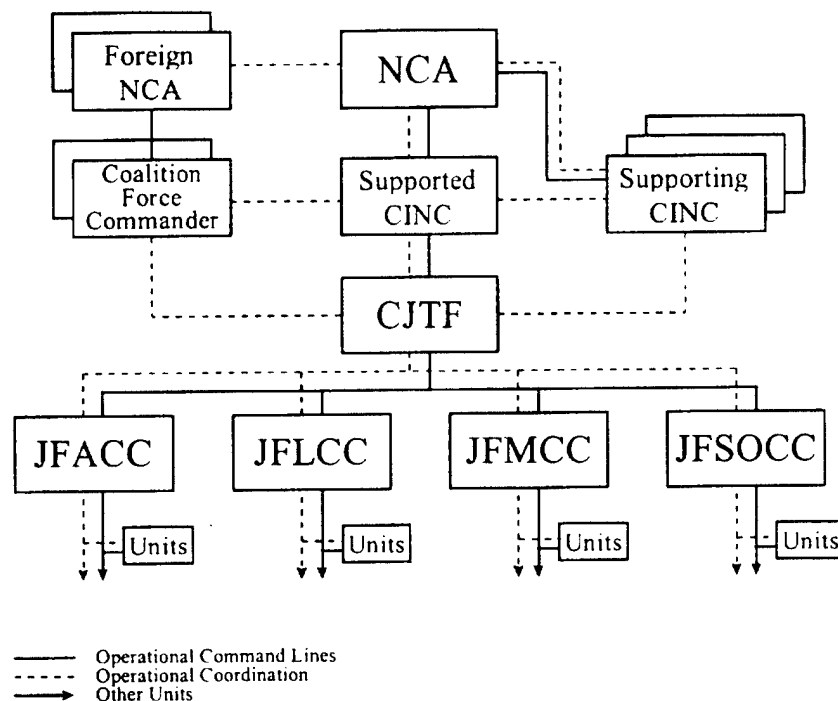 Foreign
NCA
NCA
Coalition
Force
Commander
Supported
CINC
Supporting
CINC
CJTF
JFACC
JFLCC
JFMCC
JFSOCC
Units
Units
Units
Units
Operational Command Lines
Operational Coordination
Other Units